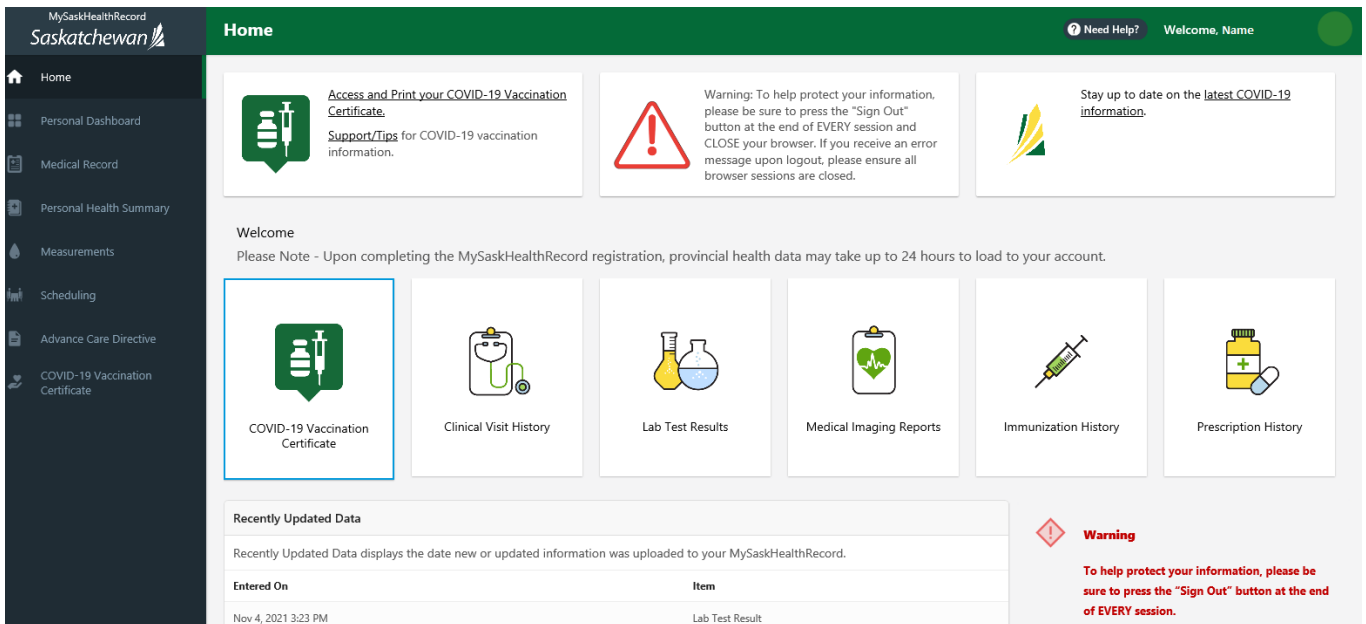 MySaskHealthRecord
Saskatchewan
Home
Need Help?
Welcome, Name
Home
Personal Dashboard
Medical Record
Personal Health Summary
Measurements
Scheduling
Advance Care Directive
COVID-19 Vaccination
Certificate
Access and Print your COVID-19 Vaccination
Certificate.
Support/Tips for COVID-19 vaccination
information.
Warning: To help protect your information,
please be sure to press the "Sign Out"
button at the end of EVERY session and
CLOSE your browser. If you receive an error
message upon logout, please ensure all
browser sessions are closed.
Stay up to date on the latest COVID-19
information.
Welcome
Please Note - Upon completing the MySaskHealthRecord registration, provincial health data may take up to 24 hours to load to your account.
COVID-19 Vaccination
Certificate
Clinical Visit History
Lab Test Results
Medical Imaging Reports
Immunization History
Prescription History
Recently Updated Data
Recently Updated Data displays the date new or updated information was uploaded to your MySaskHealthRecord.
Entered On
Item
Nov 4, 2021 3:23 PM
Lab Test Result
Warning
To help protect your information, please be
sure to press the “Sign Out” button at the end
of EVERY session.